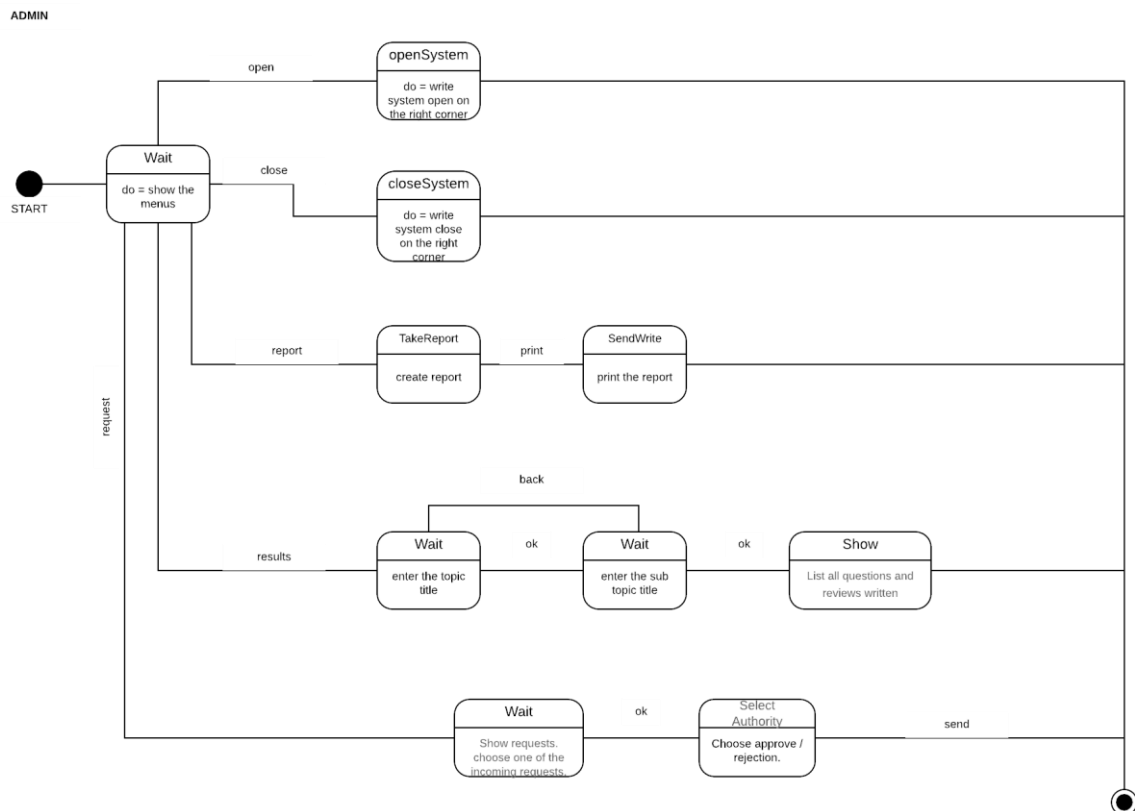 ADMIN
open
openSystem
do = write
system open on
the right corner
Wait
do = show the
menus
START
close
closeSystem
do = write
system close
on the right
corner
report
TakeReport
create report
print
SendWrite
print the report
request
back
results
Wait
enter the topic
title
ok
Wait
enter the sub
topic title
ok
Show
List all questions and
reviews written
Wait
Show requests.
choose one of the
incoming requests.
ok
Select
Authority
Choose approve /
rejection.
send